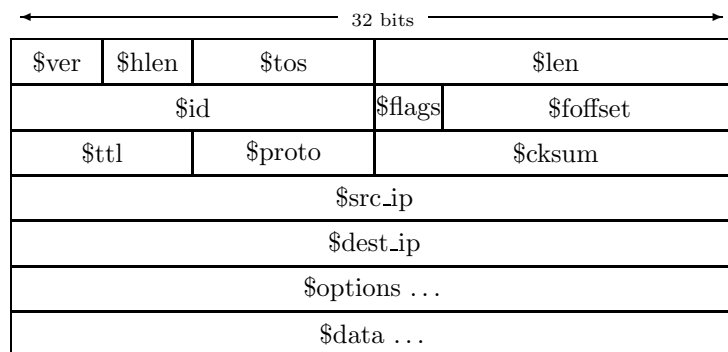 32 bits
$ver $hlen $tos $len
$id $flags $foffset
$ttl $proto $cksum
$src_ip
$dest_ip
$options ...
$data ...